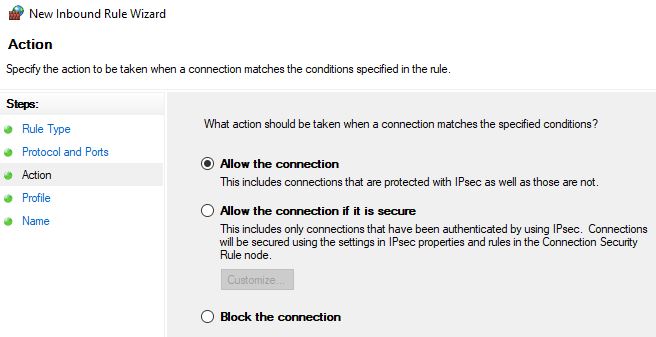 New Inbound Rule Wizard
Action
Specify the action to be taken when a connection matches the conditions specified in the rule.
Steps:
Rule Type
Protocol and Ports
Action
Profile
Name
What action should be taken when a connection matches the specified conditions?
Allow the connection
This includes connections that are protected with IPsec as well as those are not.
Allow the connection if it is secure
This includes only connections that have been authenticated by using IPsec. Connections
will be secured using the settings in IPsec properties and rules in the Connection Security
Rule node.
Customize...
Block the connection